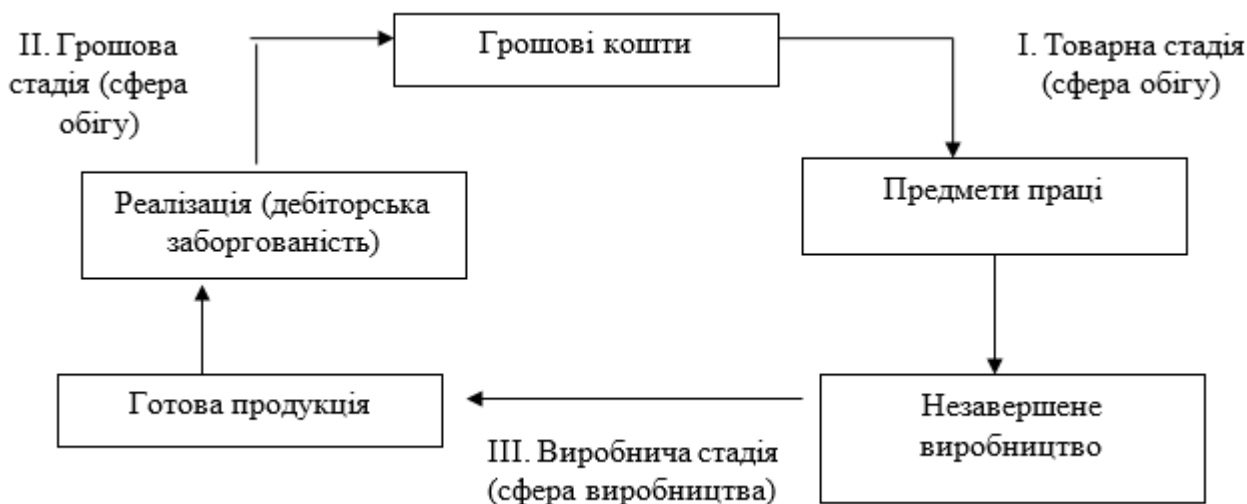 II. Грошова
стадія (сфера
обігу)
Грошові кошти
I. Товарна стадія
(сфера обігу)
Реалізація (дебіторська
заборгованість)
Предмети праці
Готова продукція
Незавершене
виробництво
III. Виробнича стадія
(сфера виробництва)